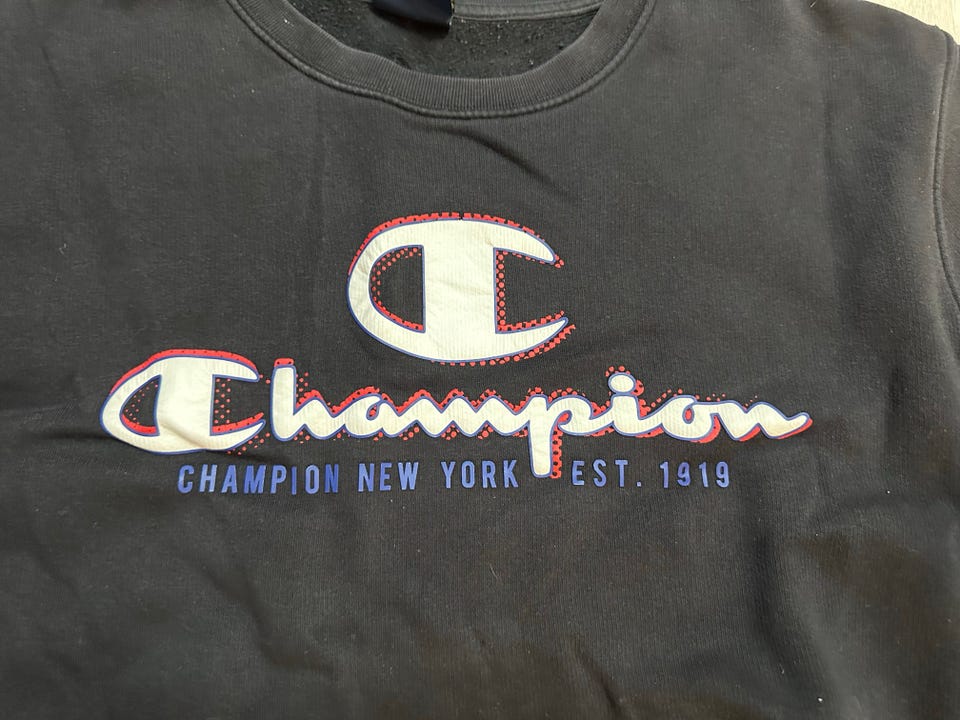 C
Champion
CHAMPION NEW YORK EST. 1919